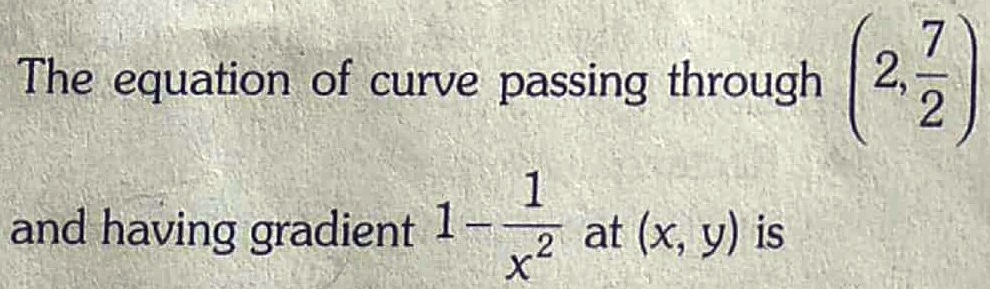 The equation of curve passing through $\left(2, \frac{7}{2}\right)$
and having gradient $1 - \frac{1}{x^2}$ at (x, y) is